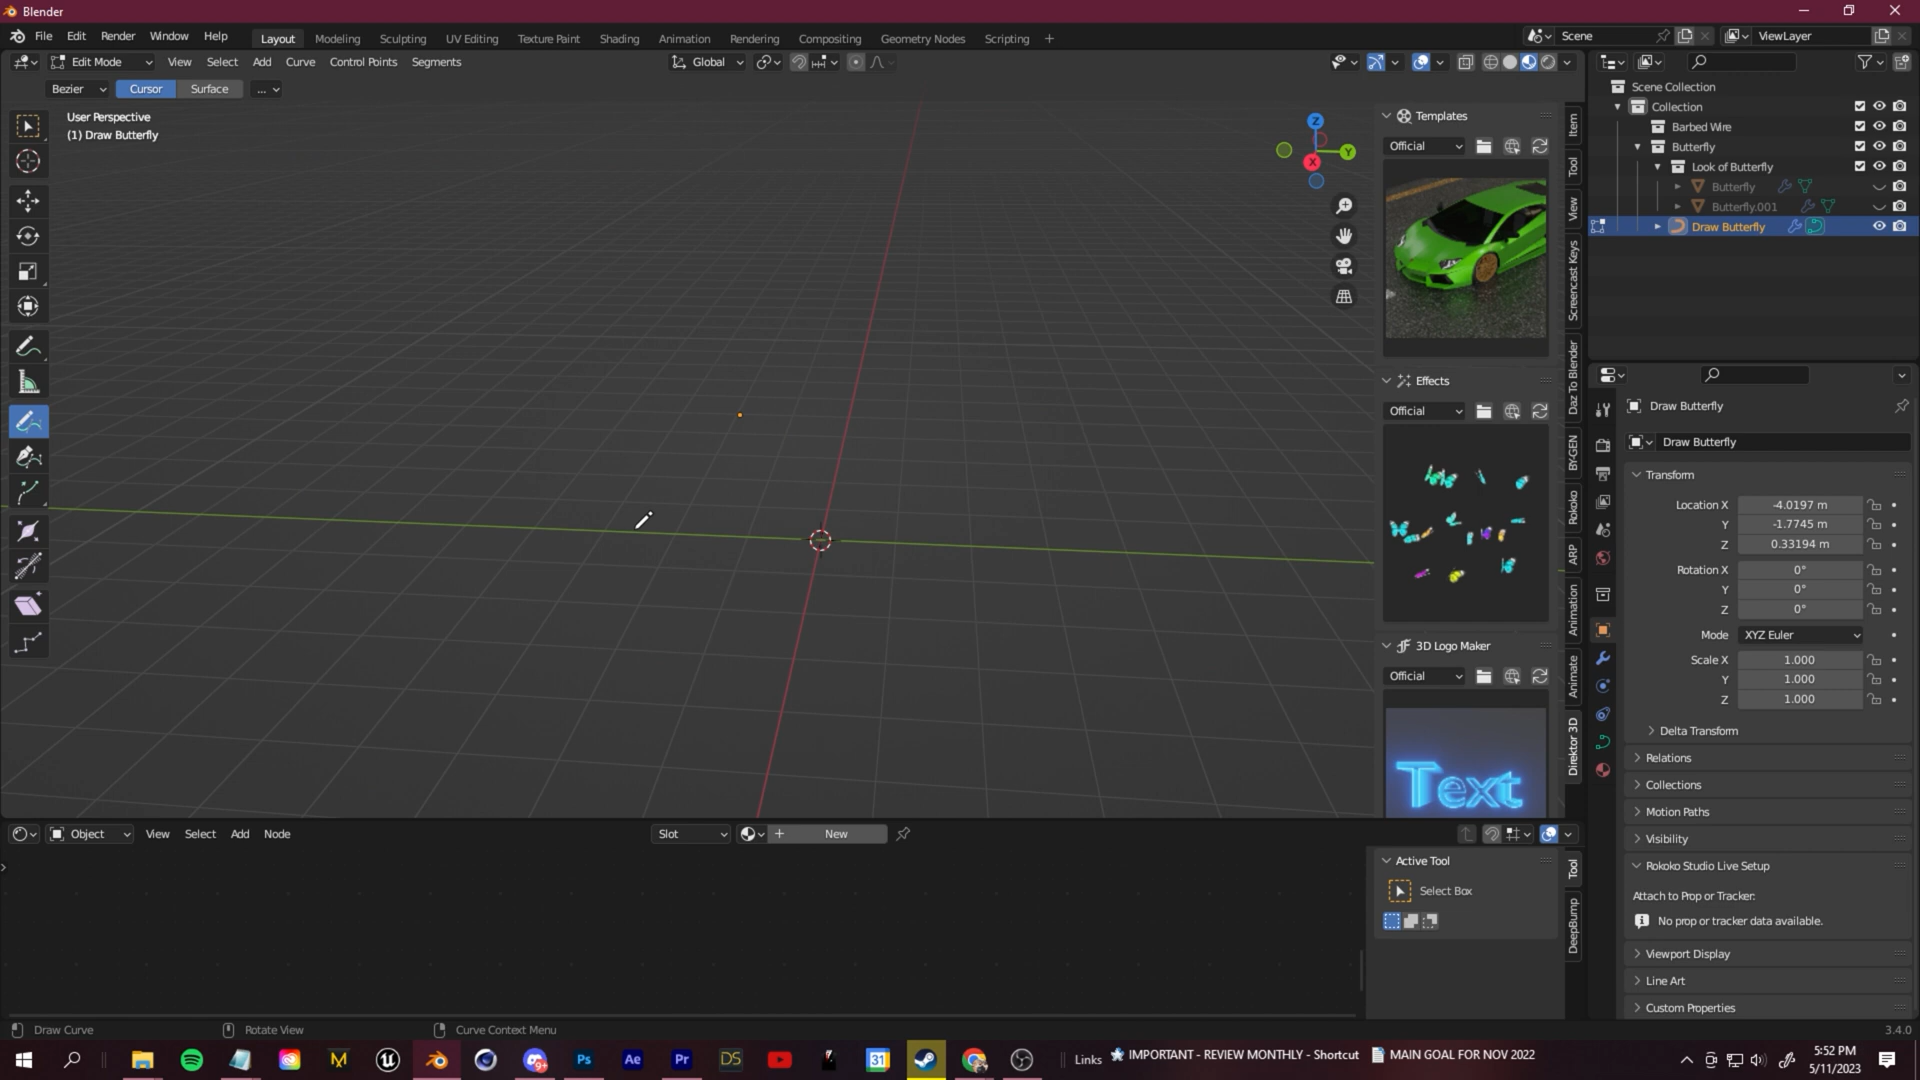 Blender
File Edit Render Window Help Layout Modeling Sculpting UV Editing Texture Paint Shading Animation Rendering Compositing Geometry Nodes Scripting + Scene ViewLayer
Edit Mode View Select Add Curve Control Points Segments Global
Bezier Cursor Surface ...
User Perspective
(1) Draw Butterfly
Z
Y
X
Templates
Official
Effects
Official
3D Logo Maker
Official
Text
Item
Tool
View
Screencast Keys
Daz To Blender
BY-GEN
Rokoko
ARP
Animation
Animate
Direktor 3D
Scene Collection
Collection
Barbed Wire
Butterfly
Look of Butterfly
Butterfly
Butterfly.001
Draw Butterfly
Draw Butterfly
Draw Butterfly
Transform
Location X -4.0197 m
Y -1.7745 m
Z 0.33194 m
Rotation X 0°
Y 0°
Z 0°
Mode XYZ Euler
Scale X 1.000
Y 1.000
Z 1.000
Delta Transform
Relations
Collections
Motion Paths
Visibility
Rokoko Studio Live Setup
Attach to Prop or Tracker:
No prop or tracker data available.
Viewport Display
Line Art
Custom Properties
Object View Select Add Node Slot + New
Active Tool
Select Box
Tool
DeepBump
Draw Curve Rotate View Curve Context Menu 3.4.0
9+ Ps Ae Pr DS 31 Links IMPORTANT - REVIEW MONTHLY - Shortcut MAIN GOAL FOR NOV 2022
5:52 PM
5/11/2023